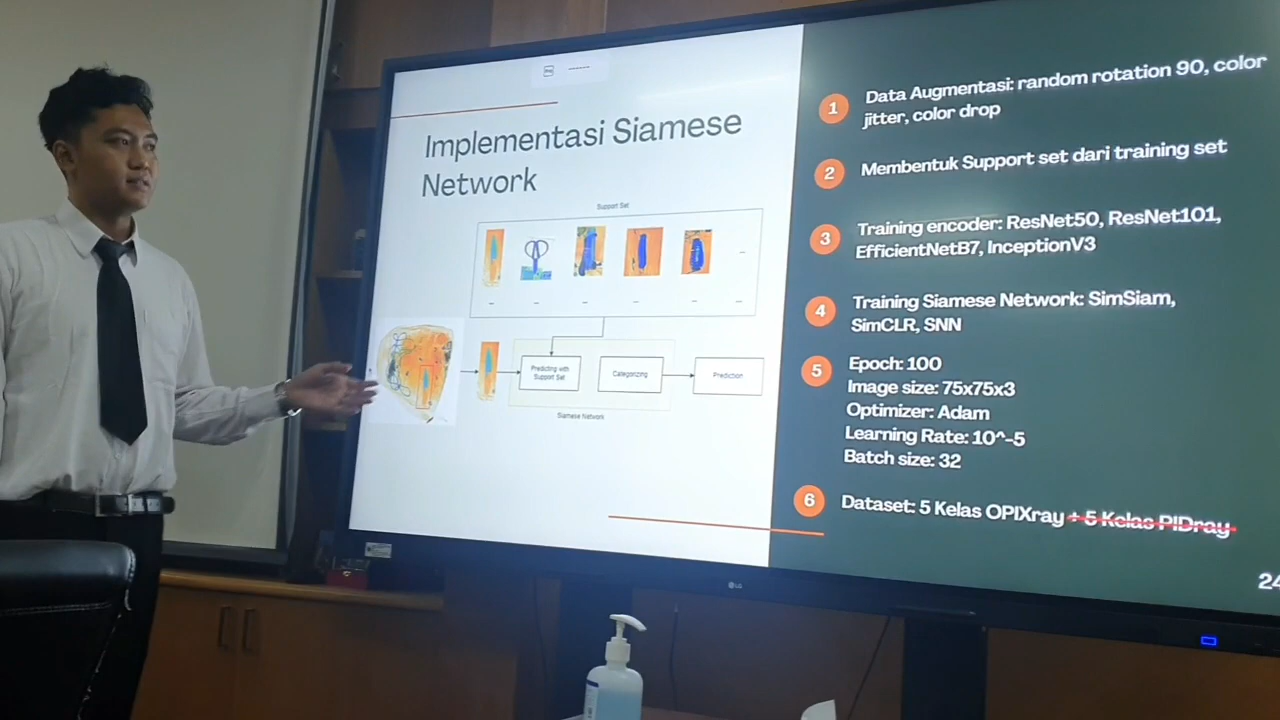 Implementasi Siamese
Network
Support Set
Predicting with
Support Set
Categorizing
Prediction
Siamese Network
1
Data Augmentasi: random rotation 90, color
jitter, color drop
2
Membentuk Support set dari training set
3
Training encoder: ResNet50, ResNet101,
EfficientNetB7, InceptionV3
4
Training Siamese Network: SimSiam,
SimCLR, SNN
5
Epoch: 100
Image size: 75x75x3
Optimizer: Adam
Learning Rate: 10^-5
Batch size: 32
6
Dataset: 5 Kelas OPIXray + 5 Kelas PIDray
24
LG